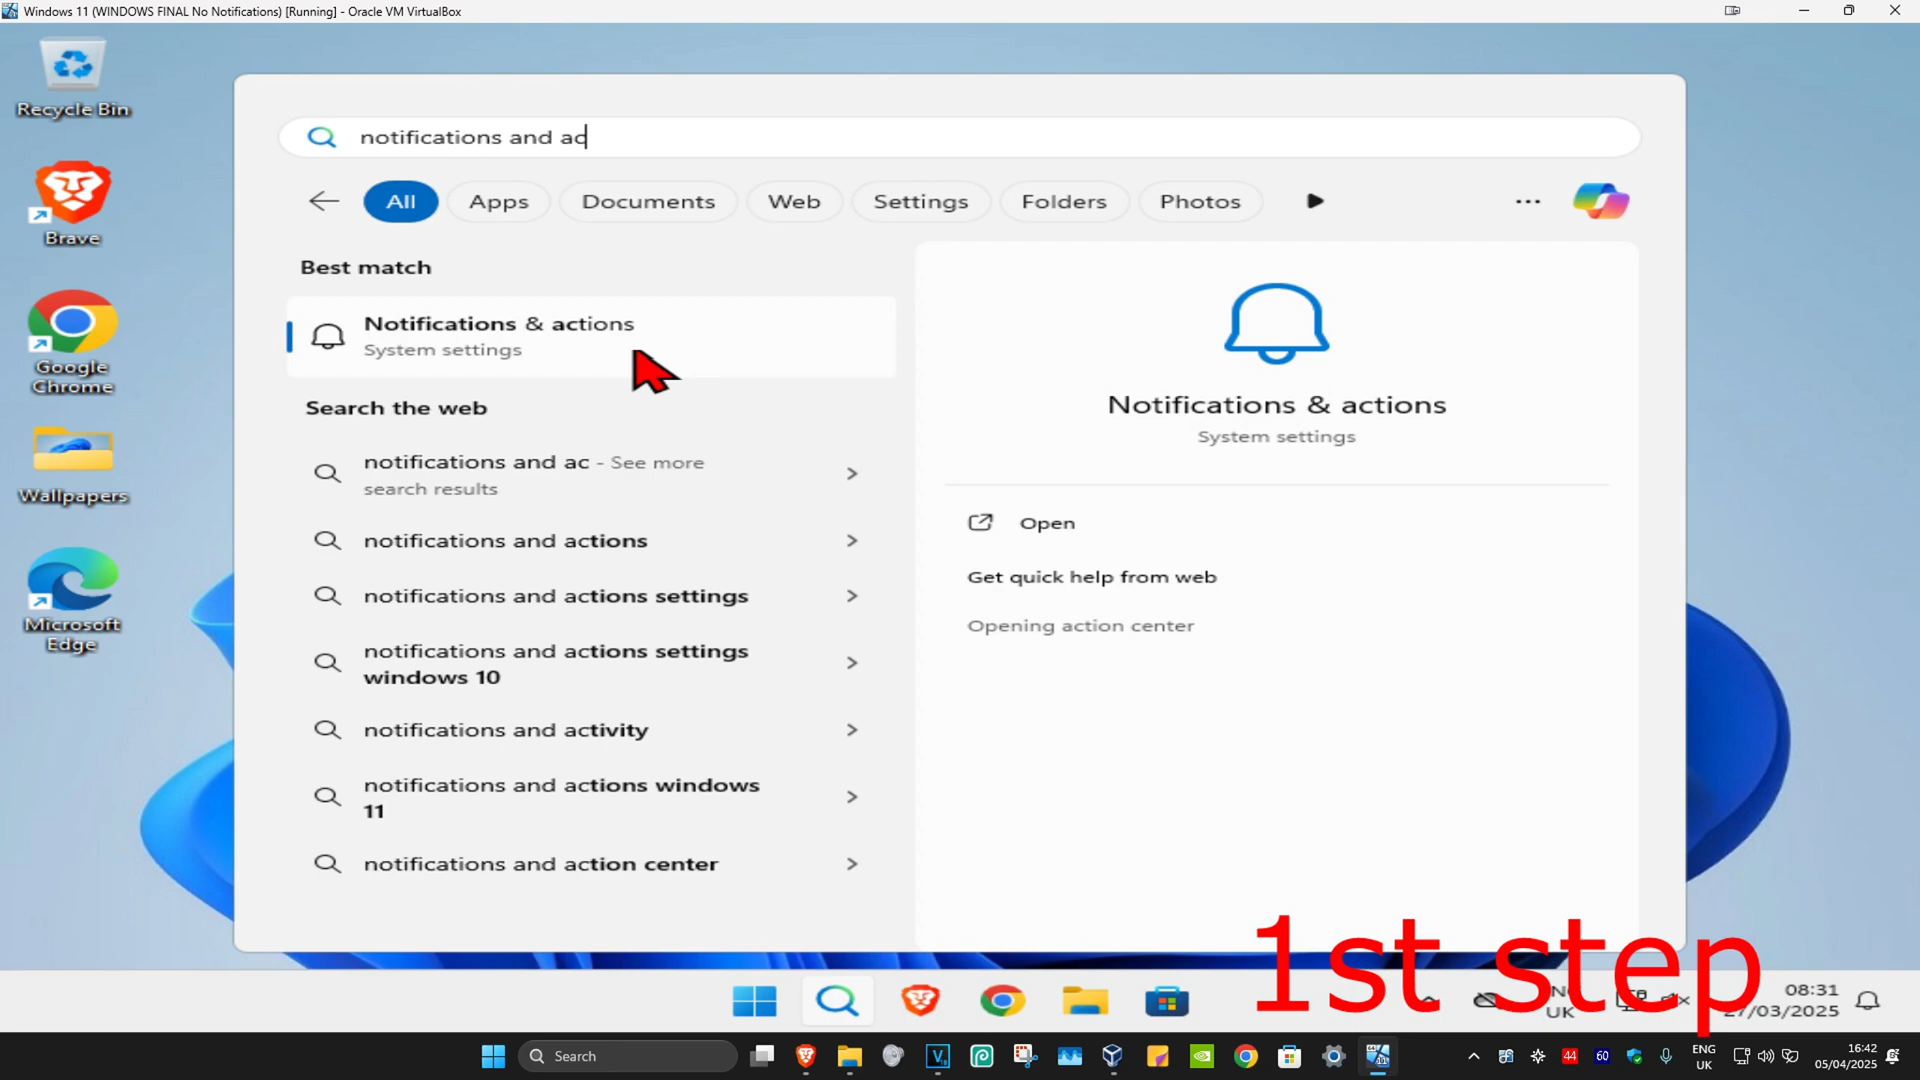 Windows 11 (WINDOWS FINAL No Notifications) [Running] - Oracle VM VirtualBox
Recycle Bin
Brave
Google
Chrome
Wallpapers
Microsoft
Edge
notifications and ac
All
Apps
Documents
Web
Settings
Folders
Photos
Best match
Notifications & actions
System settings
Search the web
notifications and ac - See more
search results
notifications and actions
notifications and actions settings
notifications and actions settings
windows 10
notifications and activity
notifications and actions windows
11
notifications and action center
Notifications & actions
System settings
Open
Get quick help from web
Opening action center
1st step
UK
08:31
27/03/2025
Search
44
60
ENG
UK
16:42
05/04/2025